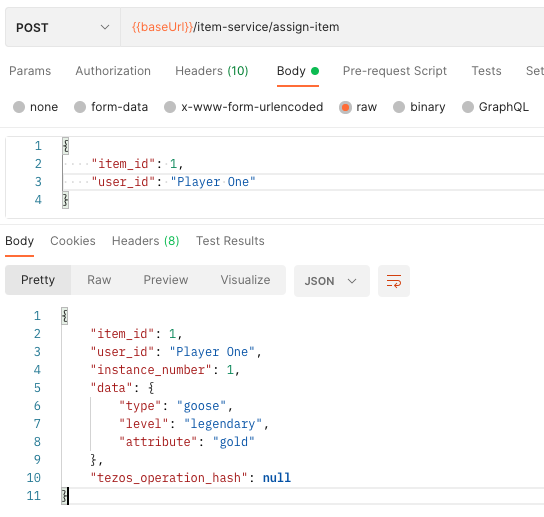 POST {{baseUrl}}/item-service/assign-item
Params Authorization Headers (10) Body Pre-request Script Tests Set
none form-data x-www-form-urlencoded raw binary GraphQL
1 {
2 ····"item_id":·1,
3 ····"user_id":·"Player·One"
4 }
Body Cookies Headers (8) Test Results
Pretty Raw Preview Visualize JSON
1 {
2     "item_id": 1,
3     "user_id": "Player One",
4     "instance_number": 1,
5     "data": {
6         "type": "goose",
7         "level": "legendary",
8         "attribute": "gold"
9     },
10     "tezos_operation_hash": null
11 }